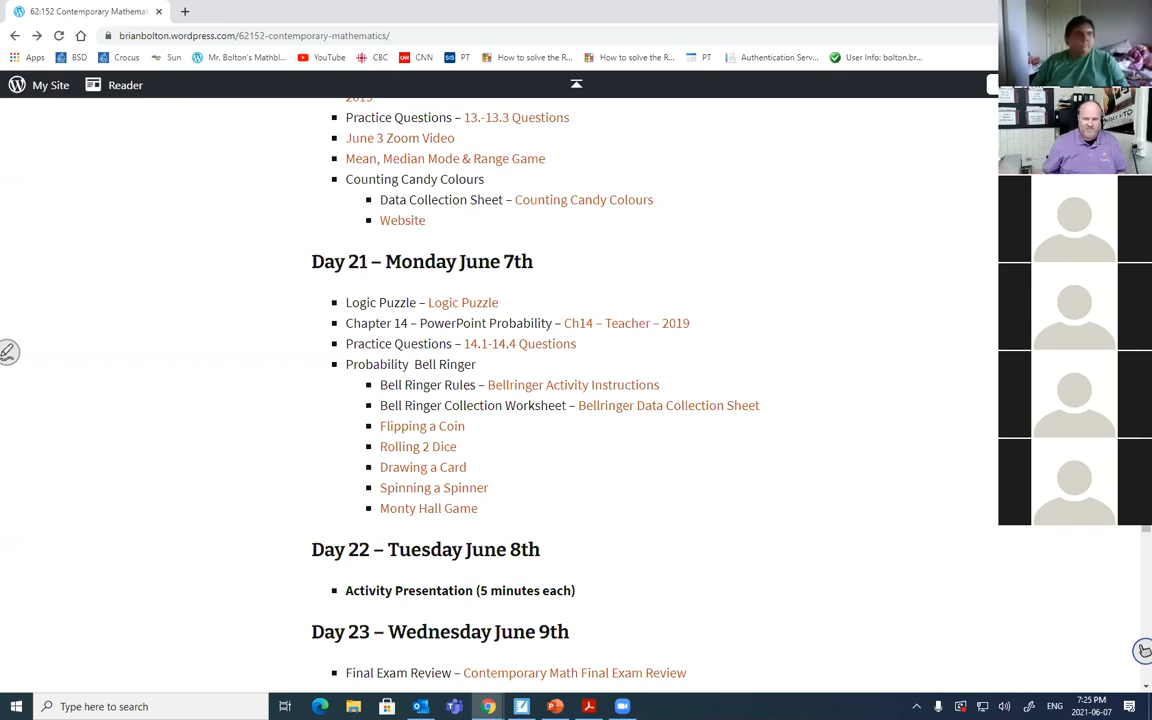 62:152 Contemporary Mathemat
brianbolton.wordpress.com/62152-contemporary-mathematics/
Apps BSD Crocus Sun Mr. Bolton's Mathbl... YouTube CBC CNN PT How to solve the R... How to solve the R... PT Authentication Serv... User Info: bolton.br...
My Site Reader
2019
Practice Questions – 13.-13.3 Questions
June 3 Zoom Video
Mean, Median Mode & Range Game
Counting Candy Colours
Data Collection Sheet – Counting Candy Colours
Website
Day 21 – Monday June 7th
Logic Puzzle – Logic Puzzle
Chapter 14 – PowerPoint Probability – Ch14 – Teacher – 2019
Practice Questions – 14.1-14.4 Questions
Probability Bell Ringer
Bell Ringer Rules – Bellringer Activity Instructions
Bell Ringer Collection Worksheet – Bellringer Data Collection Sheet
Flipping a Coin
Rolling 2 Dice
Drawing a Card
Spinning a Spinner
Monty Hall Game
Day 22 – Tuesday June 8th
Activity Presentation (5 minutes each)
Day 23 – Wednesday June 9th
Final Exam Review – Contemporary Math Final Exam Review
Type here to search
ENG
7:25 PM
2021-06-07